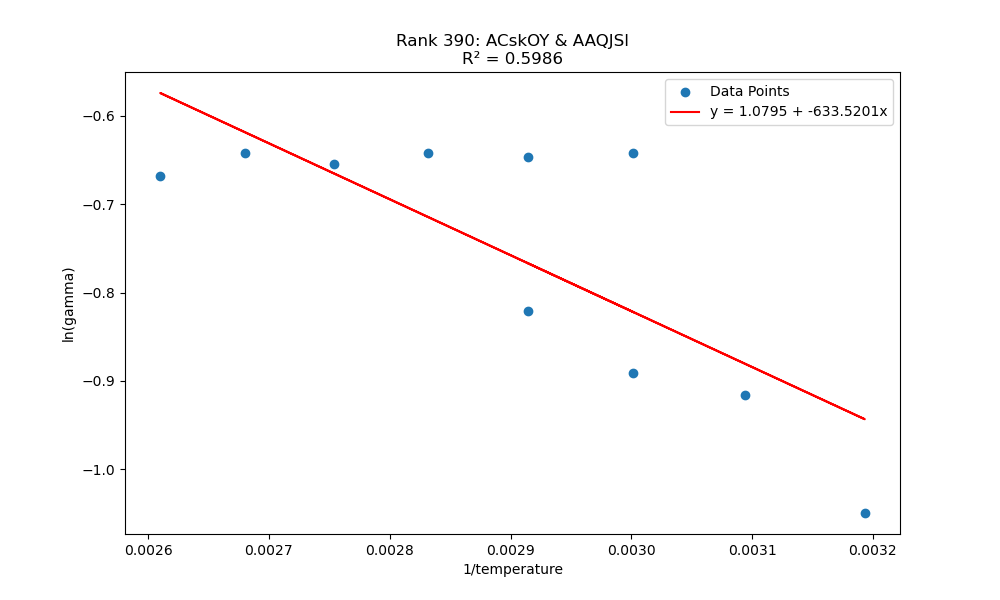 Rank 390: ACskOY & AAQJSI
R² = 0.5986
Data Points
y = 1.0795 + -633.5201x
ln(gamma)
−0.6
−0.7
−0.8
−0.9
−1.0
0.0026 0.0027 0.0028 0.0029 0.0030 0.0031 0.0032
1/temperature